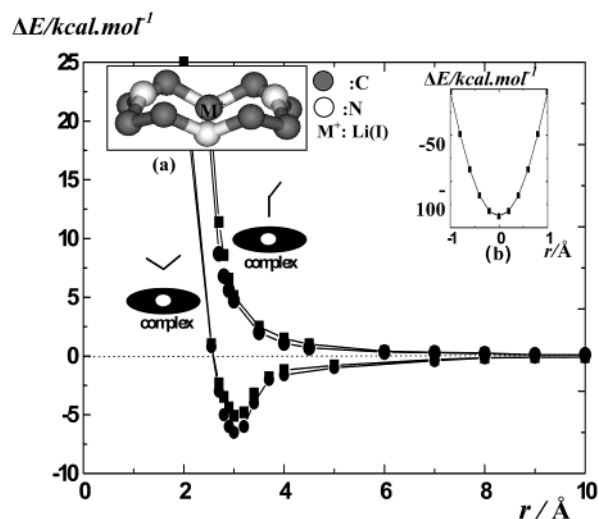 ΔE/kcal.mol⁻¹
25
20
15
10
5
0
-5
-10
0
2
4
6
8
10
r / Å
M
(a)
:C
:N
M⁺: Li(I)
complex
complex
ΔE/kcal.mol⁻¹
-50
-
100
-1
0
1
(b)
r/Å